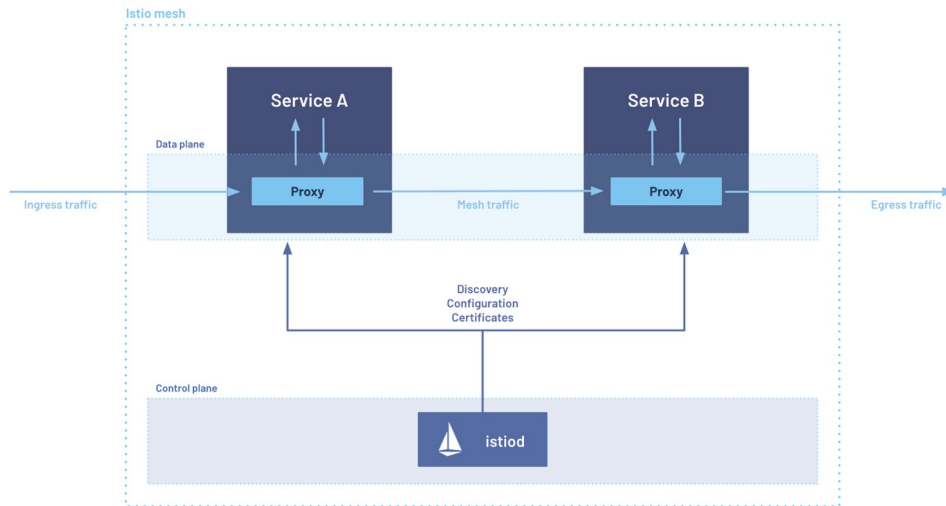 Istio mesh
Service A
Service B
Data plane
Proxy
Proxy
Ingress traffic
Mesh traffic
Egress traffic
Discovery
Configuration
Certificates
Control plane
istiod